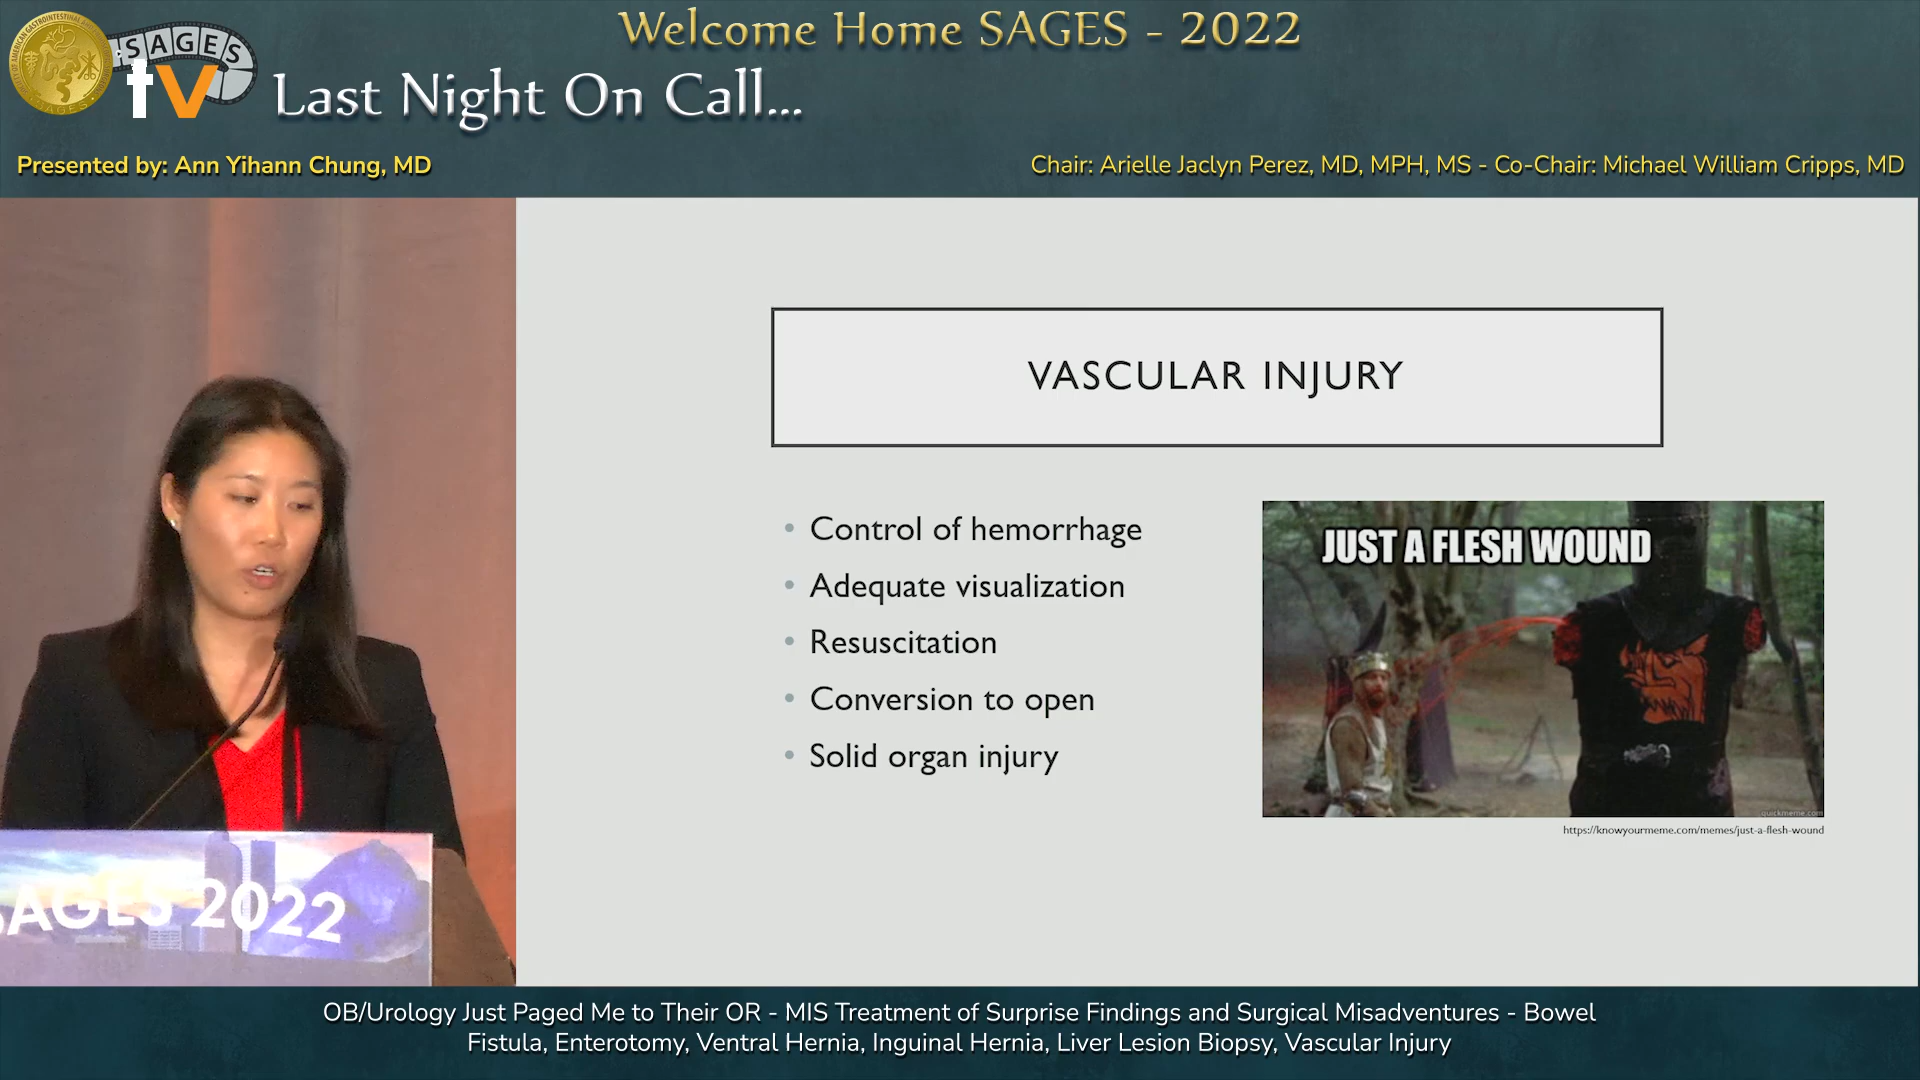 Welcome Home SAGES - 2022
SAGES
tv
Last Night On Call...
Presented by: Ann Yihann Chung, MD
Chair: Arielle Jaclyn Perez, MD, MPH, MS - Co-Chair: Michael William Cripps, MD
VASCULAR INJURY
• Control of hemorrhage
• Adequate visualization
• Resuscitation
• Conversion to open
• Solid organ injury
JUST A FLESH WOUND
quickmeme.com
https://knowyourmeme.com/memes/just-a-flesh-wound
SAGES 2022
OB/Urology Just Paged Me to Their OR - MIS Treatment of Surprise Findings and Surgical Misadventures - Bowel
Fistula, Enterotomy, Ventral Hernia, Inguinal Hernia, Liver Lesion Biopsy, Vascular Injury